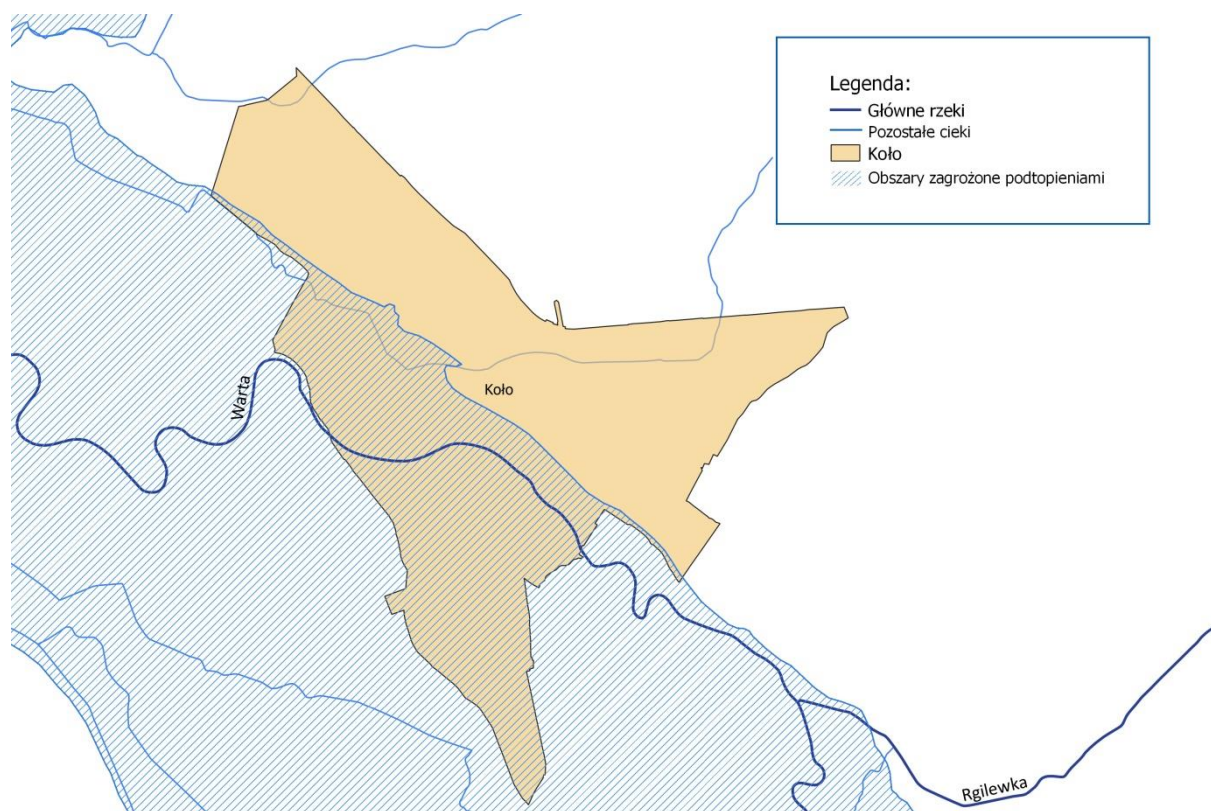 Legenda:
Główne rzeki
Pozostałe cieki
Koło
Obszary zagrożone podtopieniami
Koło
Warta
Rgilewka